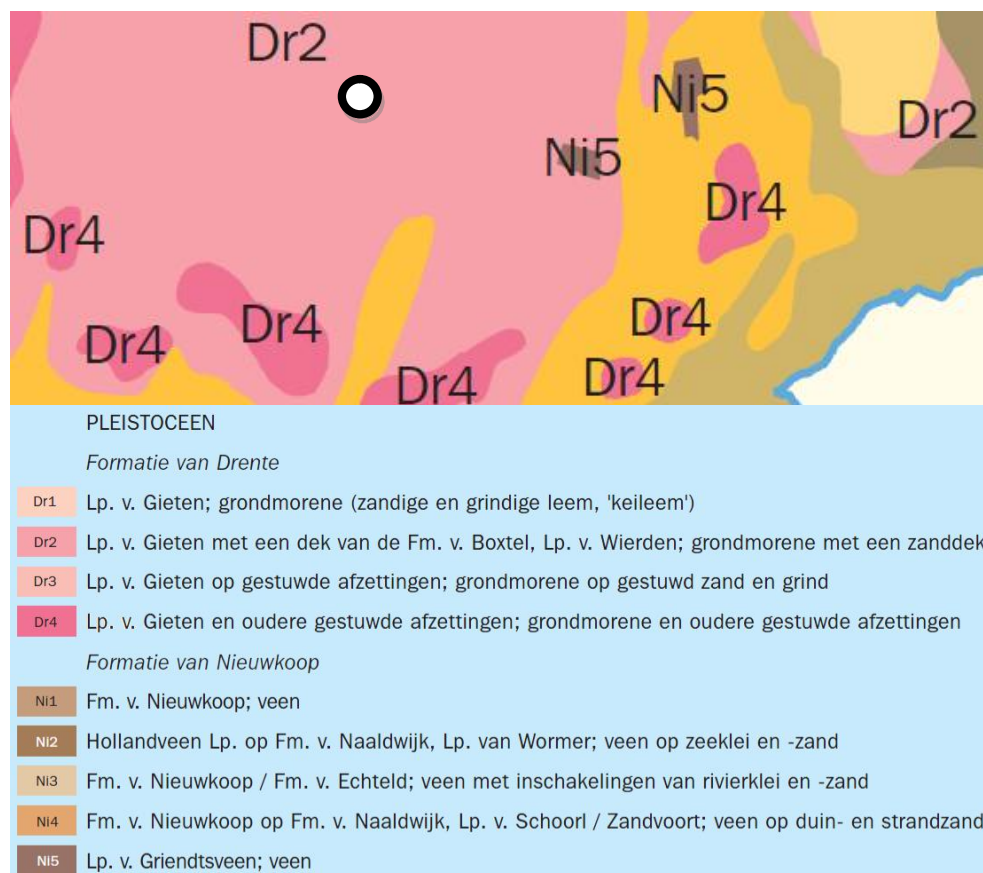 Dr2
Ni5
Dr2
Ni5
Dr4
Dr4
Dr4
Dr4
Dr4
Dr4
Dr4
PLEISTOCEEN
Formatie van Drente
Dr1 Lp. v. Gieten; grondmorene (zandige en grindige leem, 'keileem')
Dr2 Lp. v. Gieten met een dek van de Fm. v. Boxtel, Lp. v. Wierden; grondmorene met een zanddek
Dr3 Lp. v. Gieten op gestuwde afzettingen; grondmorene op gestuwd zand en grind
Dr4 Lp. v. Gieten en oudere gestuwde afzettingen; grondmorene en oudere gestuwde afzettingen
Formatie van Nieuwkoop
Ni1 Fm. v. Nieuwkoop; veen
Ni2 Hollandveen Lp. op Fm. v. Naaldwijk, Lp. van Wormer; veen op zeeklei en -zand
Ni3 Fm. v. Nieuwkoop / Fm. v. Echteld; veen met inschakelingen van rivierklei en -zand
Ni4 Fm. v. Nieuwkoop op Fm. v. Naaldwijk, Lp. v. Schoorl / Zandvoort; veen op duin- en strandzand
Ni5 Lp. v. Griendtsveen; veen